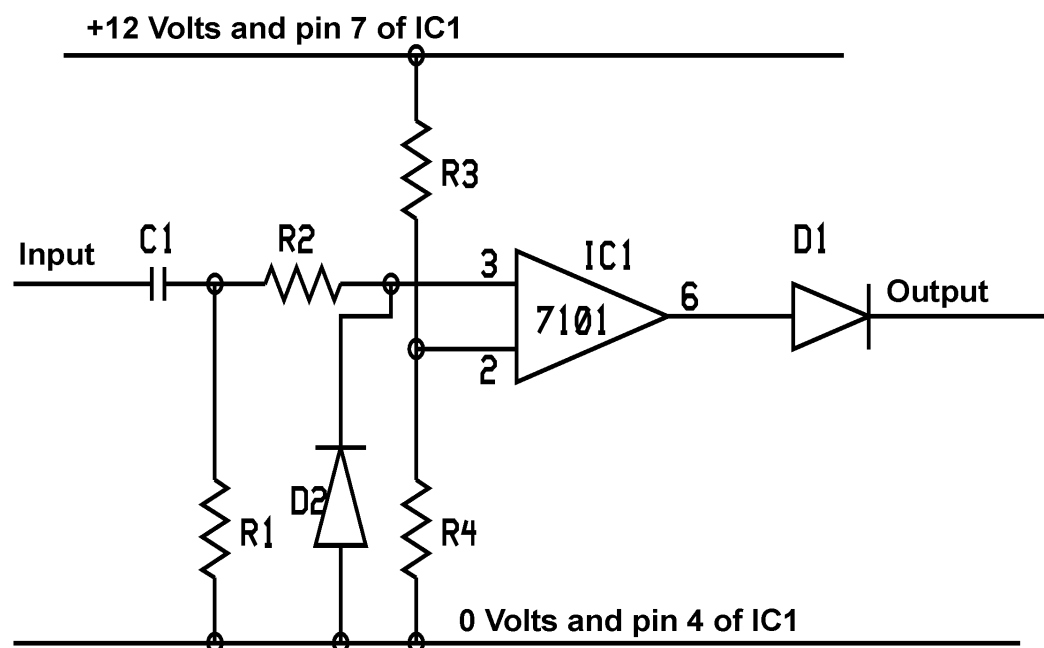 +12 Volts and pin 7 of IC1
R3
Input
C1
R2
3
IC1
D1
7101
6
Output
2
D2
R1
R4
0 Volts and pin 4 of IC1